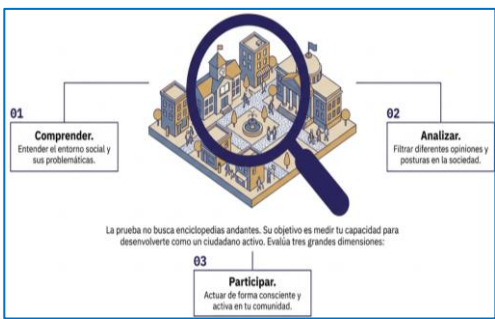 01
Comprender.
Entender el entorno social y
sus problemáticas.
02
Analizar.
Filtrar diferentes opiniones y
posturas en la sociedad.
La prueba no busca enciclopedias andantes. Su objetivo es medir tu capacidad para
desenvolverte como un ciudadano activo. Evalúa tres grandes dimensiones:
03
Participar.
Actuar de forma consciente y
activa en tu comunidad.